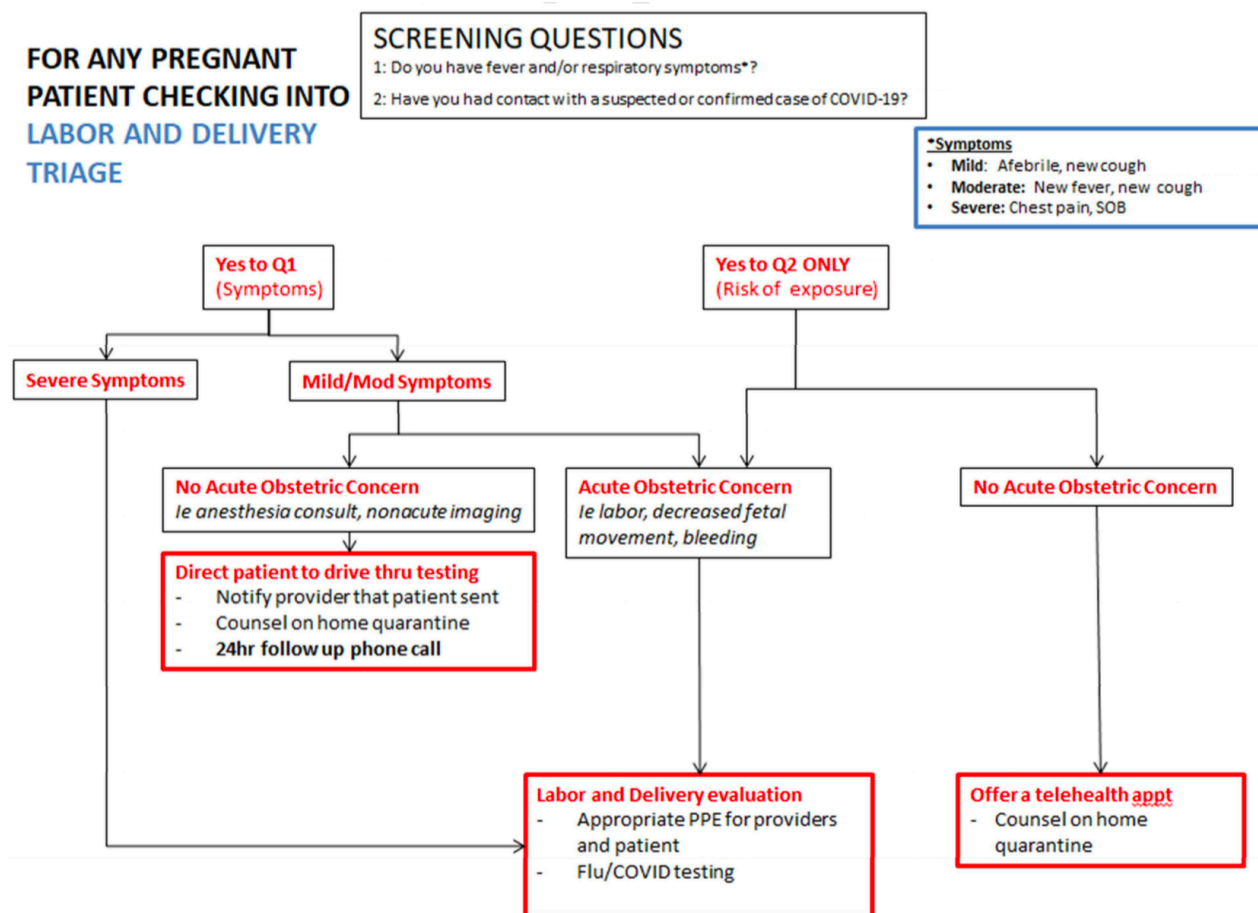 FOR ANY PREGNANT
PATIENT CHECKING INTO
LABOR AND DELIVERY
TRIAGE
SCREENING QUESTIONS
1: Do you have fever and/or respiratory symptoms*?
2: Have you had contact with a suspected or confirmed case of COVID-19?
*Symptoms
• Mild: Afebrile, new cough
• Moderate: New fever, new cough
• Severe: Chest pain, SOB
Yes to Q1
(Symptoms)
Yes to Q2 ONLY
(Risk of exposure)
Severe Symptoms
Mild/Mod Symptoms
No Acute Obstetric Concern
Ie anesthesia consult, nonacute imaging
Acute Obstetric Concern
Ie labor, decreased fetal
movement, bleeding
No Acute Obstetric Concern
Direct patient to drive thru testing
- Notify provider that patient sent
- Counsel on home quarantine
- 24hr follow up phone call
Labor and Delivery evaluation
- Appropriate PPE for providers
and patient
- Flu/COVID testing
Offer a telehealth appt
- Counsel on home
quarantine